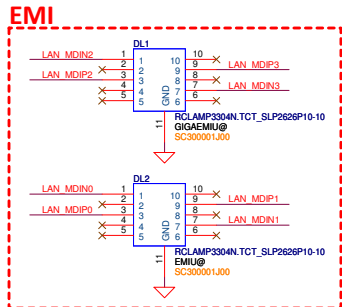 EMI
DL1
LAN_MDIN2 1 1 10 10
2 2 9 9 LAN_MDIP3
LAN_MDIP2 3 3 8 8
4 4 7 7 LAN_MDIN3
5 5 6 6
GND
11
RCLAMP3304N.TCT_SLP2626P10-10
GIGAEMIU@
SC300001J00
DL2
LAN_MDIN0 1 1 10 10
2 2 9 9 LAN_MDIP1
LAN_MDIP0 3 3 8 8
4 4 7 7 LAN_MDIN1
5 5 6 6
GND
11
RCLAMP3304N.TCT_SLP2626P10-10
EMIU@
SC300001J00